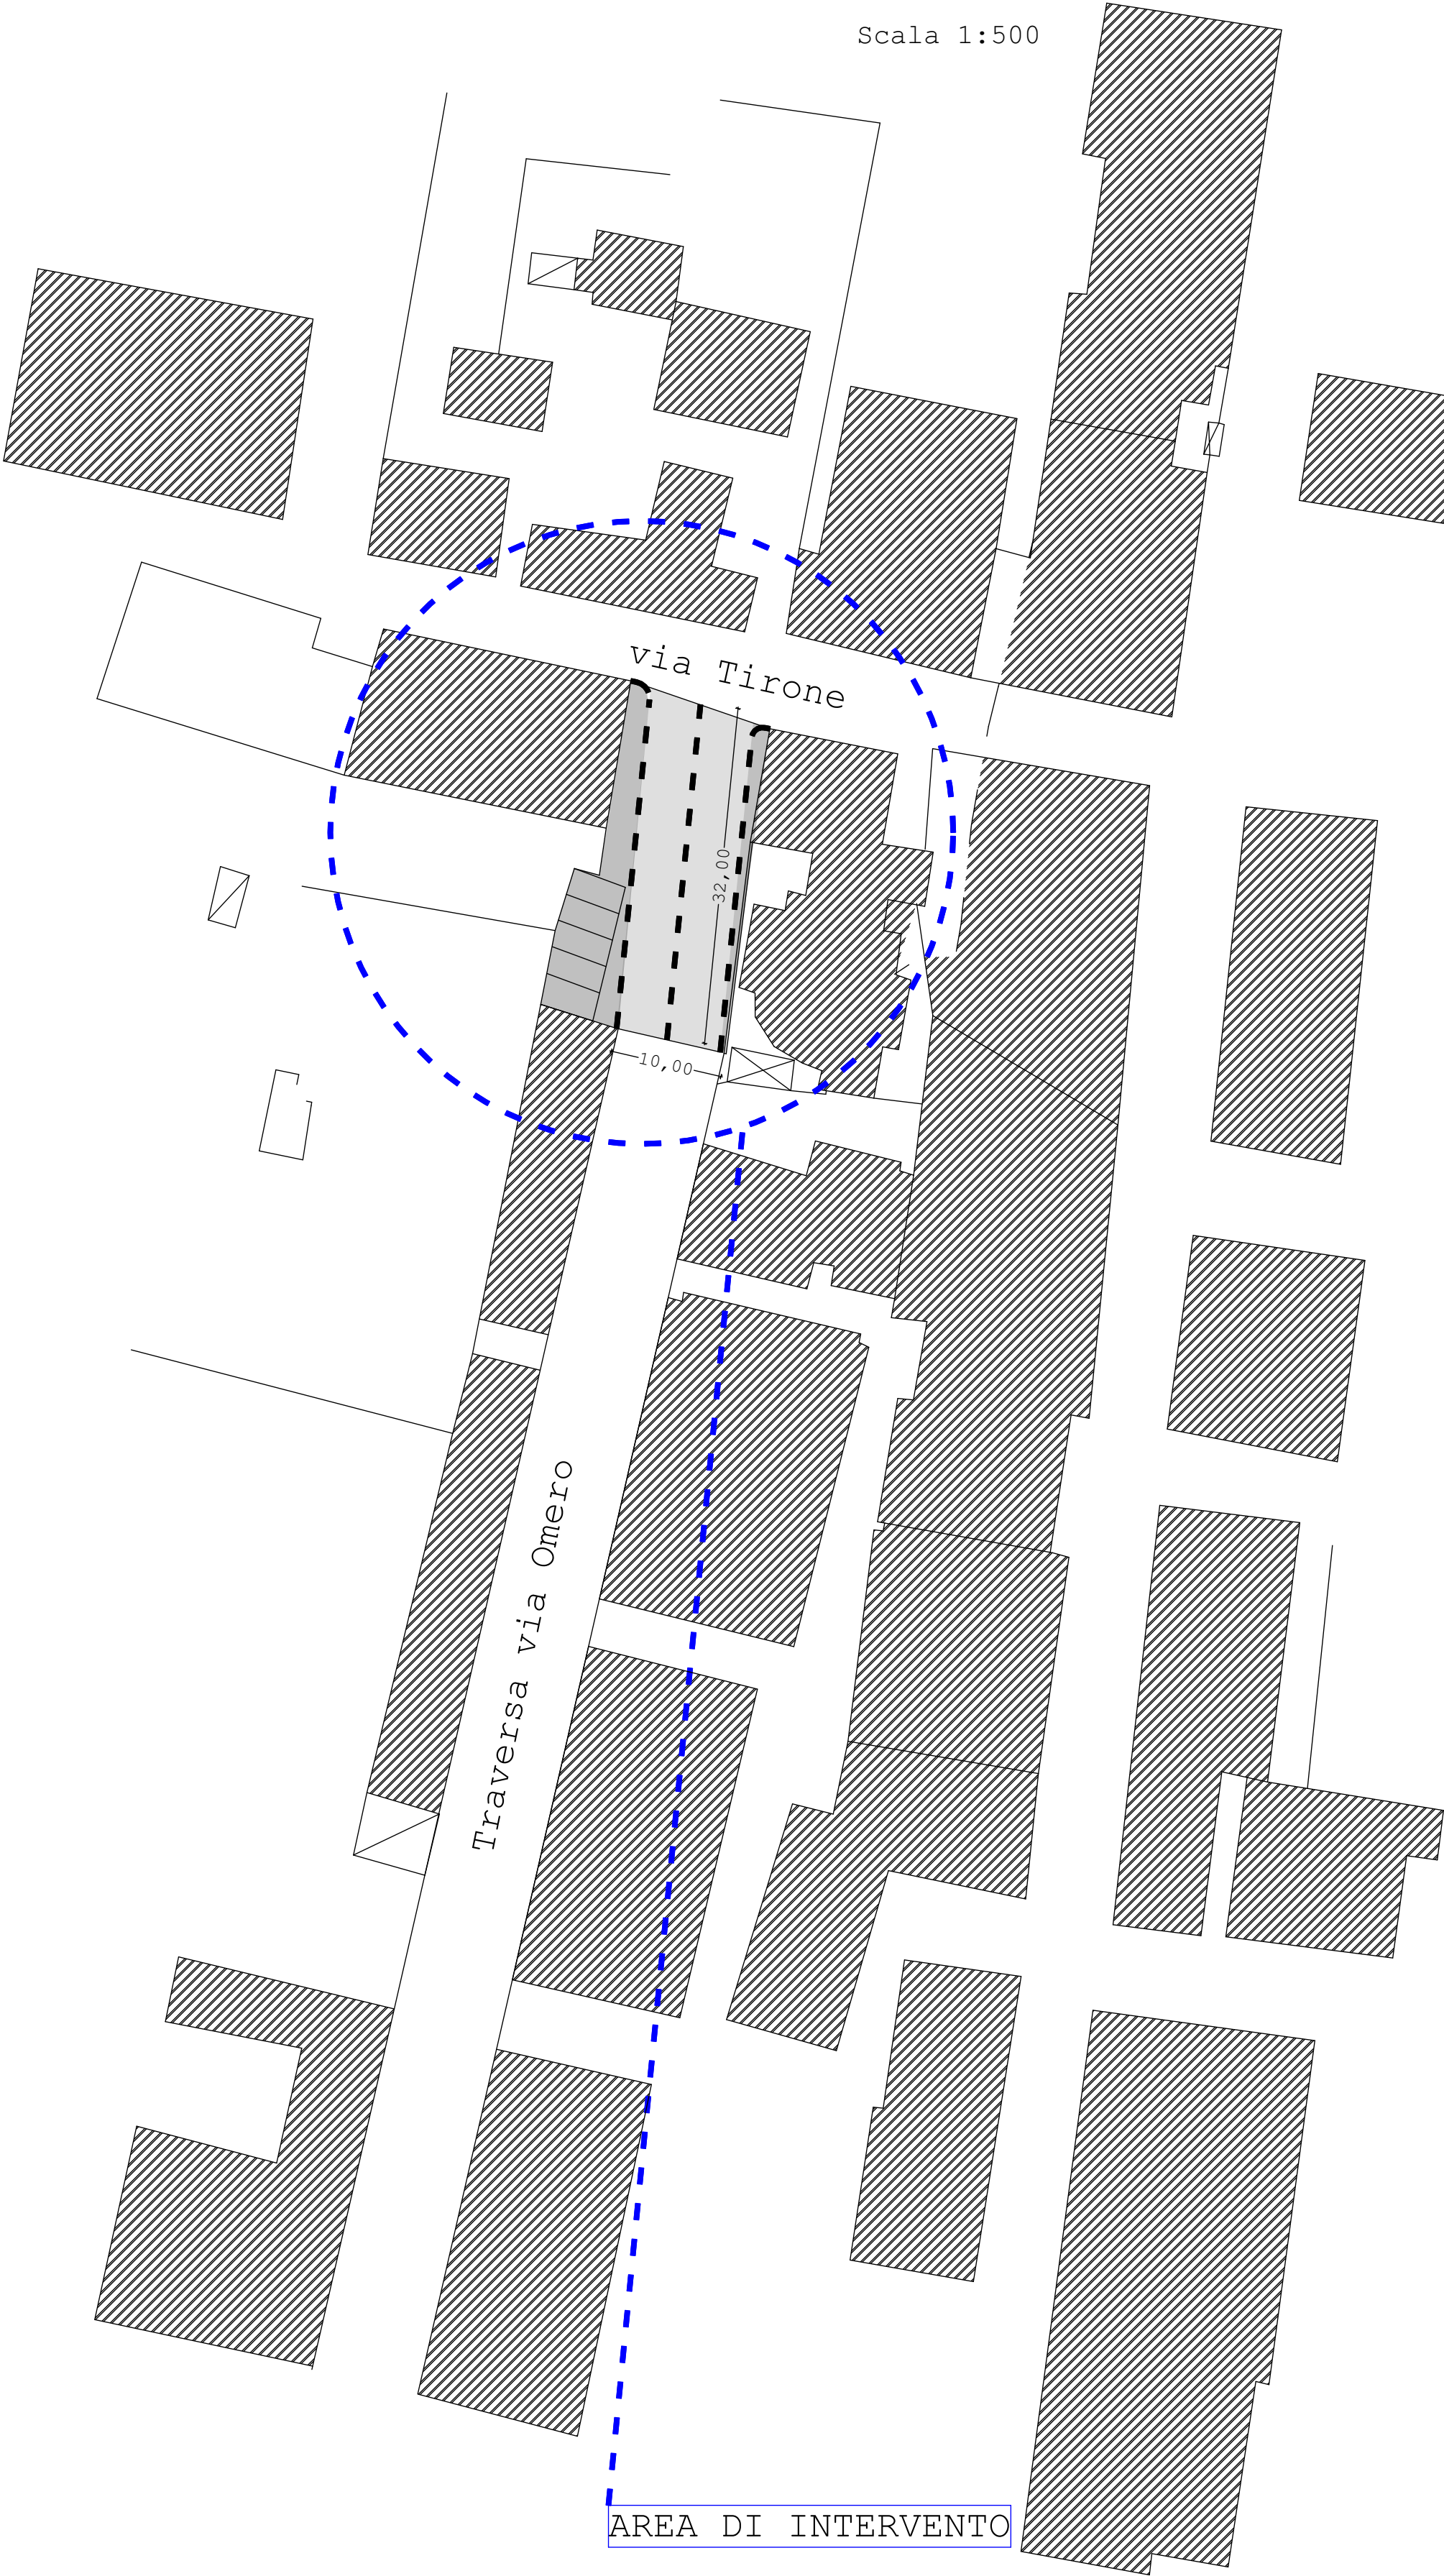 Scala 1:500
via Tirone
32,00
10,00
Traversa via Omero
AREA DI INTERVENTO